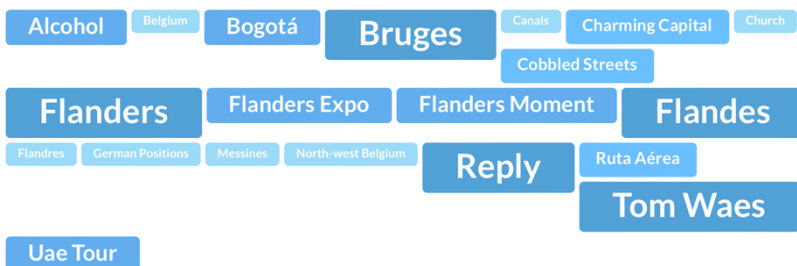 Alcohol
Belgium
Bogotá
Bruges
Canals
Charming Capital
Church
Cobbled Streets
Flanders
Flanders Expo
Flanders Moment
Flandes
Flandres
German Positions
Messines
North-west Belgium
Reply
Ruta Aérea
Tom Waes
Uae Tour